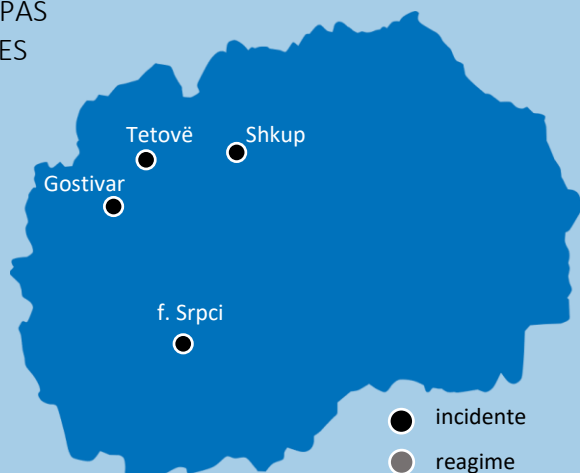 PAS
ES
Tetovë
Shkup
Gostivar
f. Srpci
incidente
reagime